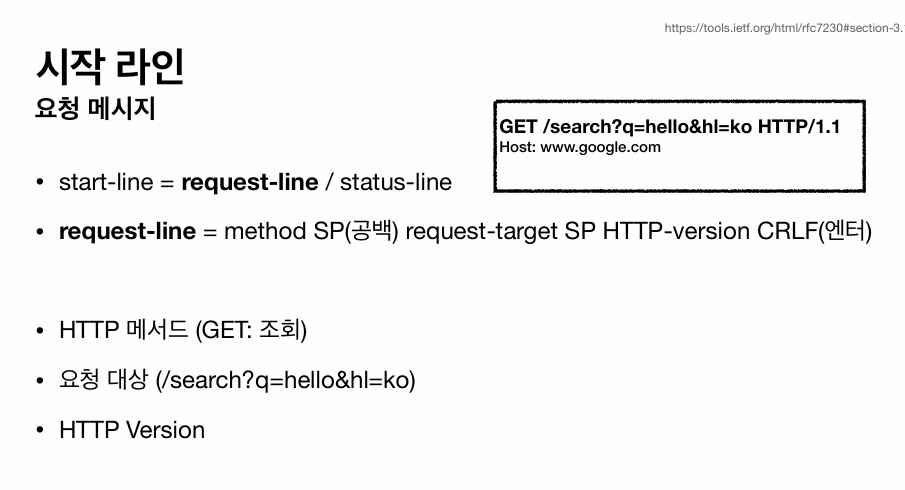 https://tools.ietf.org/html/rfc7230#section-3.
시작 라인
요청 메시지
GET /search?q=hello&hl=ko HTTP/1.1
Host: www.google.com
• start-line = request-line / status-line
• request-line = method SP(공백) request-target SP HTTP-version CRLF(엔터)
• HTTP 메서드 (GET: 조회)
• 요청 대상 (/search?q=hello&hl=ko)
• HTTP Version